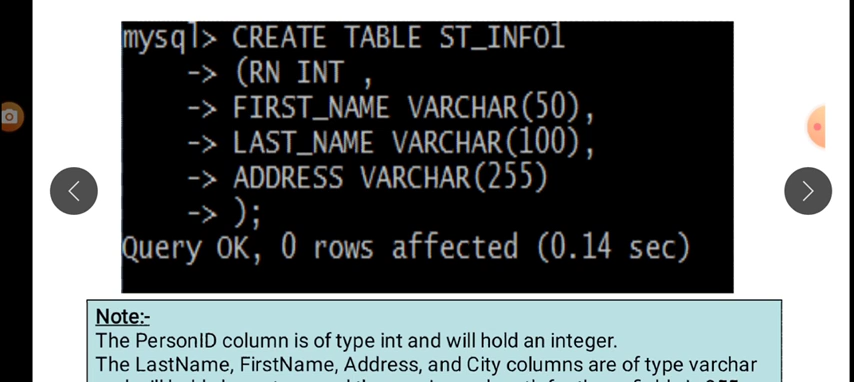 mysql> CREATE TABLE ST_INFO1
-> (RN INT ,
-> FIRST_NAME VARCHAR(50),
-> LAST_NAME VARCHAR(100),
-> ADDRESS VARCHAR(255)
-> );
Query OK, 0 rows affected (0.14 sec)
Note:-
The PersonID column is of type int and will hold an integer.
The LastName, FirstName, Address, and City columns are of type varchar